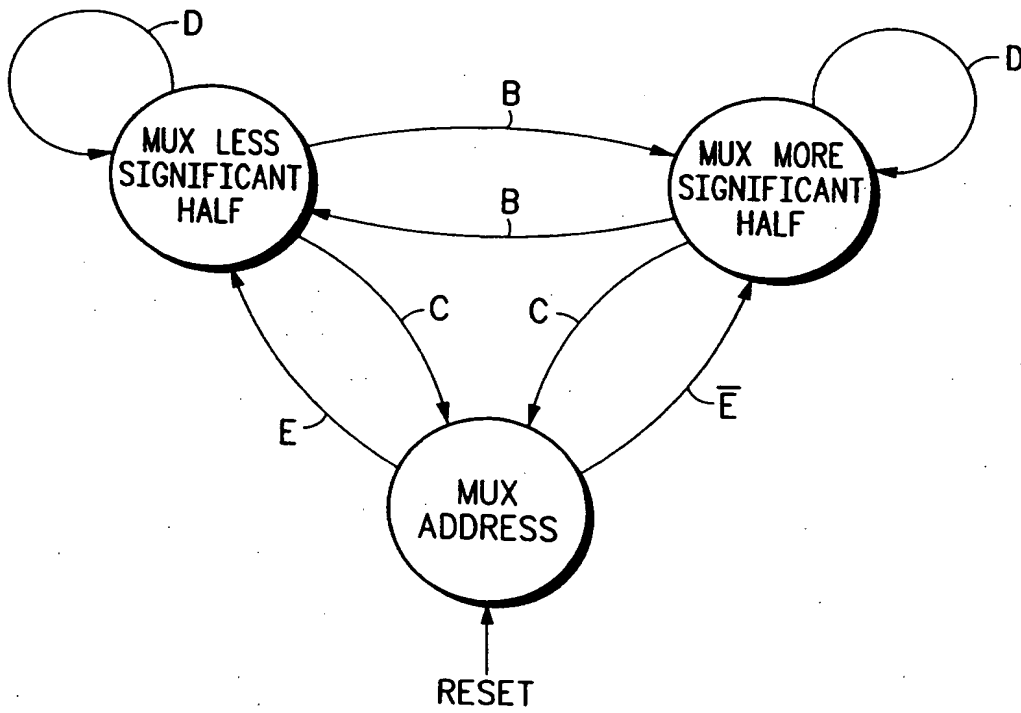 D
D
B
MUX LESS
SIGNIFICANT
HALF
MUX MORE
SIGNIFICANT
HALF
B
C
C
E
E̅
MUX
ADDRESS
RESET